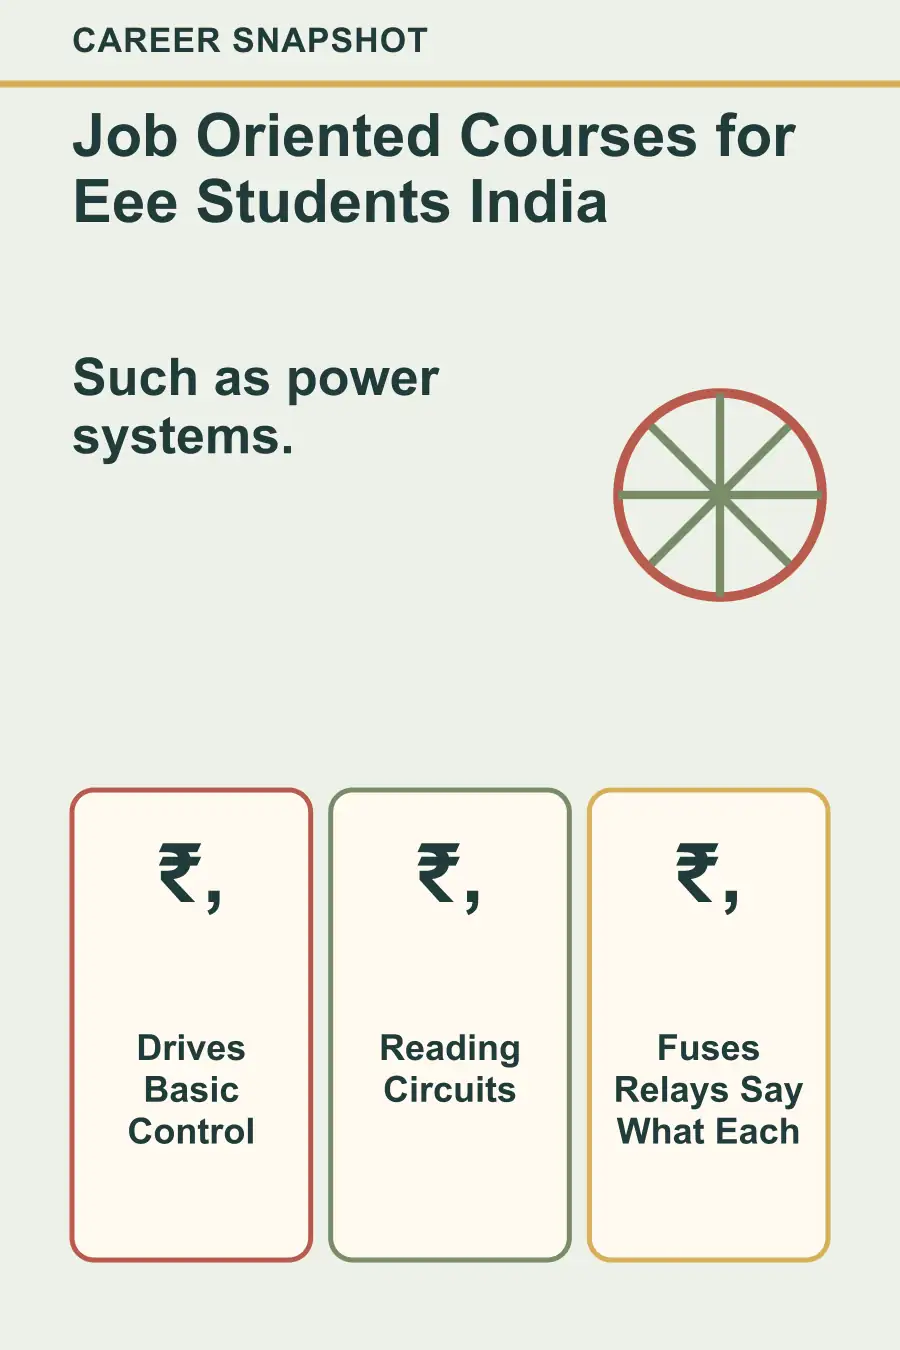 CAREER SNAPSHOT
Job Oriented Courses for
Eee Students India
Such as power
systems.
₹,
Drives
Basic
Control
₹,
Reading
Circuits
₹,
Fuses
Relays Say
What Each